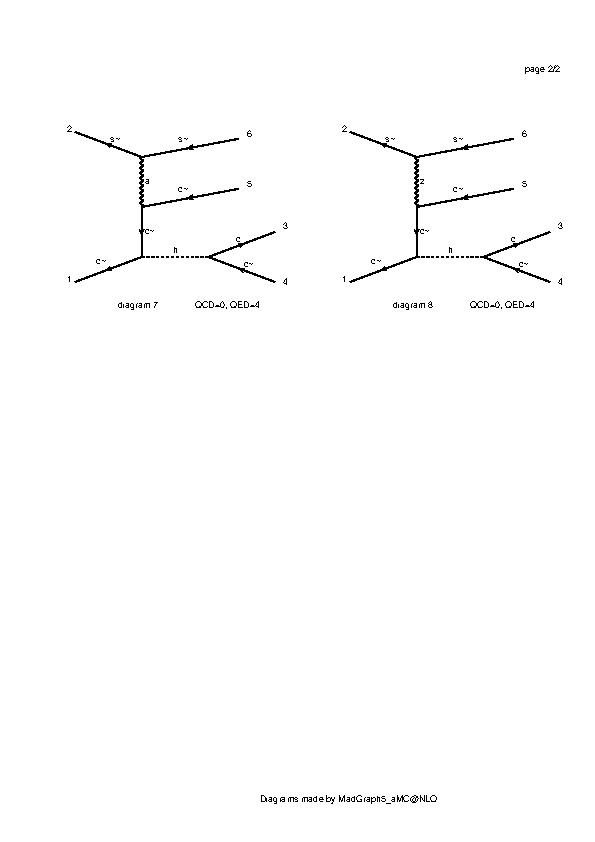 page 2/2
2 s~ s~ 6
a
c~ 5
c~
c 3
c~ h
c~
1 4
diagram 7 QCD=0, QED=4
2 s~ s~ 6
z
c~ 5
c~
c 3
c~ h
c~
1 4
diagram 8 QCD=0, QED=4
Diagrams made by MadGraph5_aMC@NLO